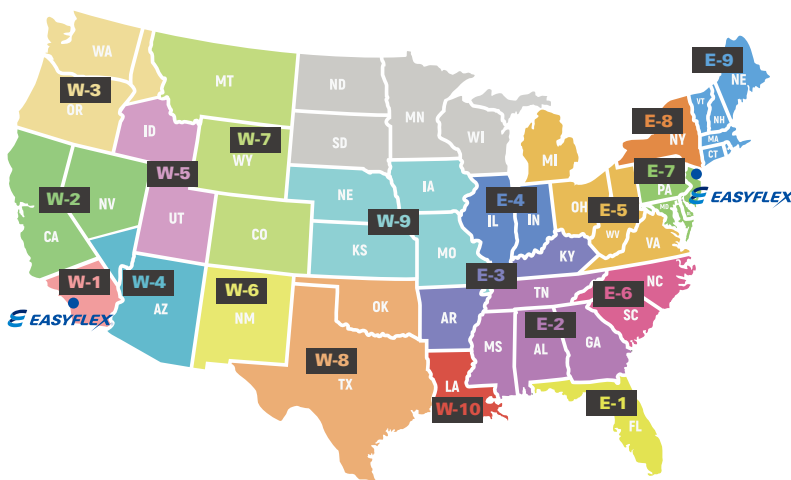 WA
W-3
OR
MT
ND
MN
WI
SD
MI
E-9
NE
VT
NH
MA
CT
E-8
NY
ID
W-7
WY
W-5
E-7
PA
EASYFLEX
W-2
NV
CA
UT
CO
NE
IA
W-9
KS
MO
E-4
IL
IN
OH
E-5
WV
VA
MD
KY
W-1
EASYFLEX
W-4
AZ
W-6
NM
OK
E-3
TN
AR
E-6
NC
SC
E-2
MS
AL
GA
W-8
TX
LA
W-10
E-1
FL